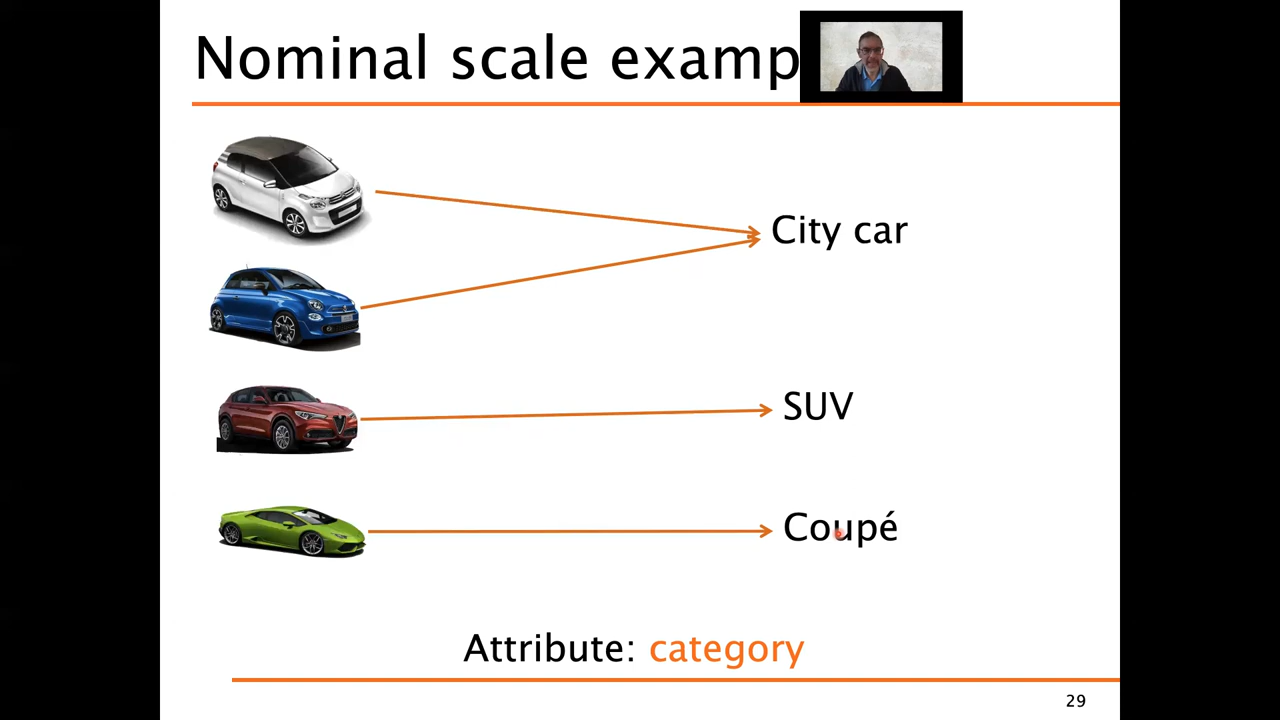 Nominal scale examp
City car
SUV
Coupé
Attribute: category
29